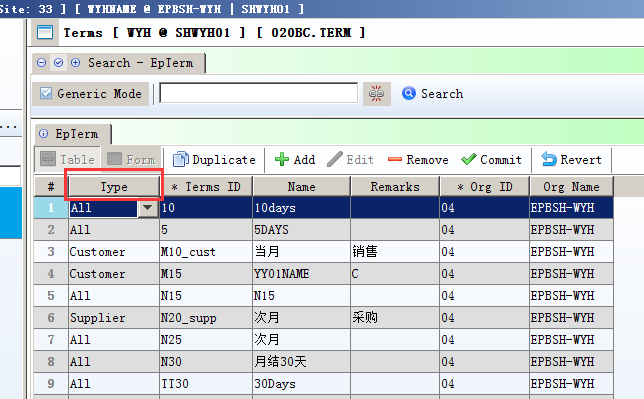 Site: 33 ] [ WYHNAME @ EPBSH-WYH | SHWYH01 ]
Terms [ WYH @ SHWYH01 ] [ 020BC.TERM ]
Search - EpTerm
Generic Mode Search
...
EpTerm
Table Form Duplicate Add Edit Remove Commit Revert
# Type * Terms ID Name Remarks * Org ID Org Name
1 All 10 10days 04 EPBSH-WYH
2 All 5 5DAYS 04 EPBSH-WYH
3 Customer M10_cust 当月 销售 04 EPBSH-WYH
4 Customer M15 YY01NAME C 04 EPBSH-WYH
5 All N15 N15 04 EPBSH-WYH
6 Supplier N20_supp 次月 采购 04 EPBSH-WYH
7 All N25 次月 04 EPBSH-WYH
8 All N30 月结30天 04 EPBSH-WYH
9 All TT30 30Days 04 EPBSH-WYH